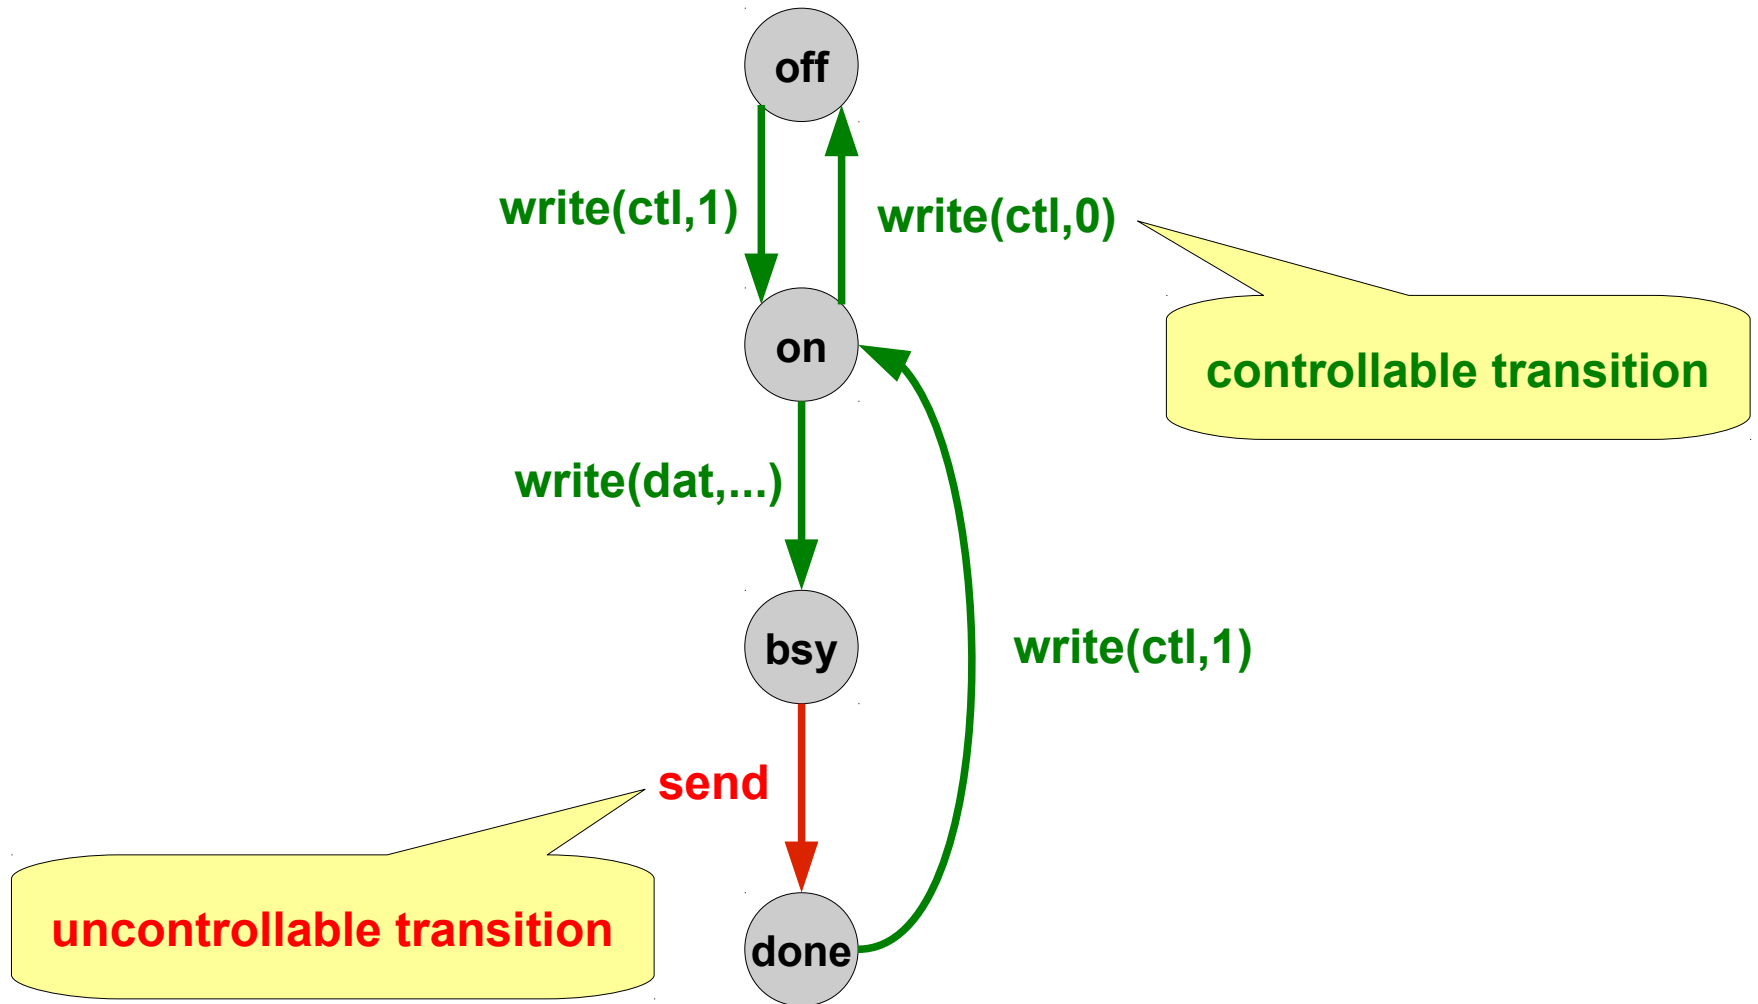 off
write(ctl,1)
write(ctl,0)
on
controllable transition
write(dat,...)
bsy
write(ctl,1)
send
uncontrollable transition
done